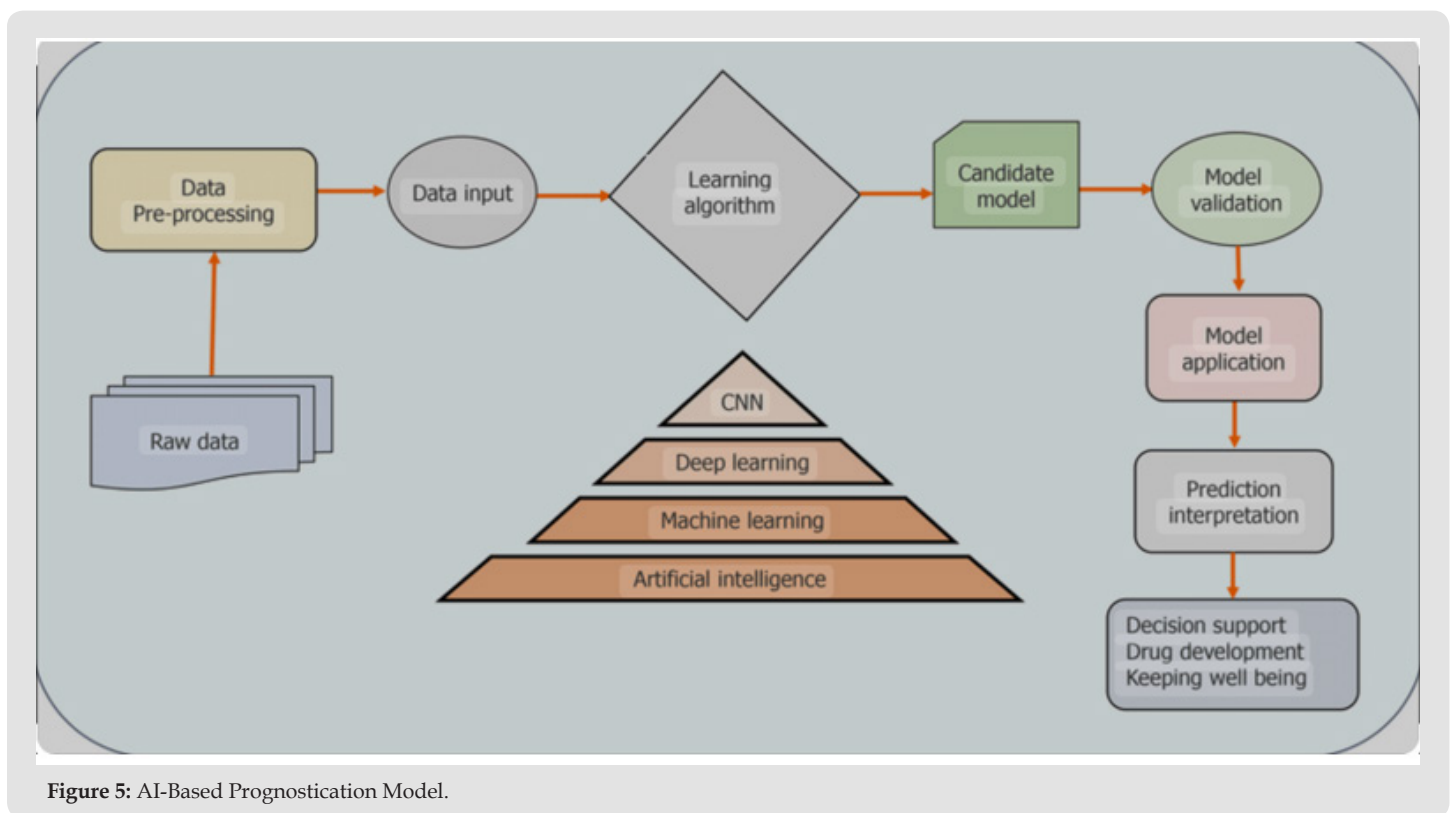 Data
Pre-processing
Data input
Learning
algorithm
Candidate
model
Model
validation
Raw data
CNN
Deep learning
Machine learning
Artificial intelligence
Model
application
Prediction
interpretation
Decision support
Drug development
Keeping well being
Figure 5: AI-Based Prognostication Model.